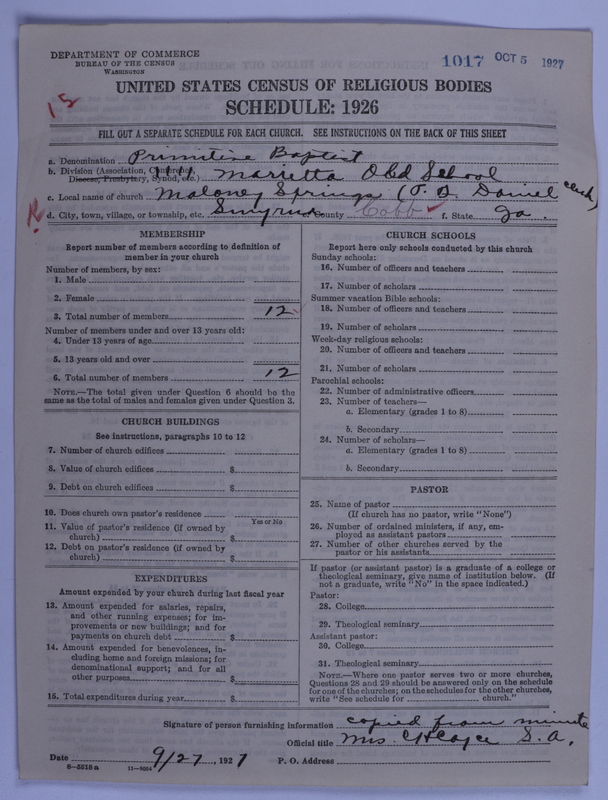 DEPARTMENT OF COMMERCE
BUREAU OF THE CENSUS
WASHINGTON
1017 OCT 5 1927
15
UNITED STATES CENSUS OF RELIGIOUS BODIES
SCHEDULE: 1926
FILL OUT A SEPARATE SCHEDULE FOR EACH CHURCH. SEE INSTRUCTIONS ON THE BACK OF THIS SHEET
a. Denomination Primitive Baptist
b. Division (Association, Conference, Diocese, Presbytery, Synod, etc.) Marietta Old School
c. Local name of church Maloney Springs (J. D. Daniel clerk)
R
d. City, town, village, or township, etc. Smyrna County Cobb f. State Ga.
MEMBERSHIP
Report number of members according to definition of
member in your church
Number of members, by sex:
1. Male
2. Female
3. Total number of members 12
Number of members under and over 13 years old:
4. Under 13 years of age
5. 13 years old and over
6. Total number of members 12
NOTE.—The total given under Question 6 should be the
same as the total of males and females given under Question 3.
CHURCH BUILDINGS
See instructions, paragraphs 10 to 12
7. Number of church edifices
8. Value of church edifices $
9. Debt on church edifices $
10. Does church own pastor's residence
Yes or No
11. Value of pastor's residence (if owned by
church) $
12. Debt on pastor's residence (if owned by
church) $
EXPENDITURES
Amount expended by your church during last fiscal year
13. Amount expended for salaries, repairs,
and other running expenses; for im-
provements or new buildings; and for
payments on church debt $
14. Amount expended for benevolences, in-
cluding home and foreign missions; for
denominational support; and for all
other purposes $
15. Total expenditures during year $
CHURCH SCHOOLS
Report here only schools conducted by this church
Sunday schools:
16. Number of officers and teachers
17. Number of scholars
Summer vacation Bible schools:
18. Number of officers and teachers
19. Number of scholars
Week-day religious schools:
20. Number of officers and teachers
21. Number of scholars
Parochial schools:
22. Number of administrative officers
23. Number of teachers—
a. Elementary (grades 1 to 8)
b. Secondary
24. Number of scholars—
a. Elementary (grades 1 to 8)
b. Secondary
PASTOR
25. Name of pastor
(If church has no pastor, write "None")
26. Number of ordained ministers, if any, em-
ployed as assistant pastors
27. Number of other churches served by the
pastor or his assistants
If pastor (or assistant pastor) is a graduate of a college or
theological seminary, give name of institution below. (If
not a graduate, write "No" in the space indicated.)
Pastor:
28. College
29. Theological seminary
Assistant pastor:
30. College
31. Theological seminary
NOTE.—Where one pastor serves two or more churches,
Questions 28 and 29 should be answered only on the schedule
for one of the churches; on the schedules for the other churches,
write "See schedule for church."
Signature of person furnishing information copied from minute
Official title Mrs. C H Cayce S. A.
Date 9/27, 1927 P. O. Address
8-5518a 11-9034